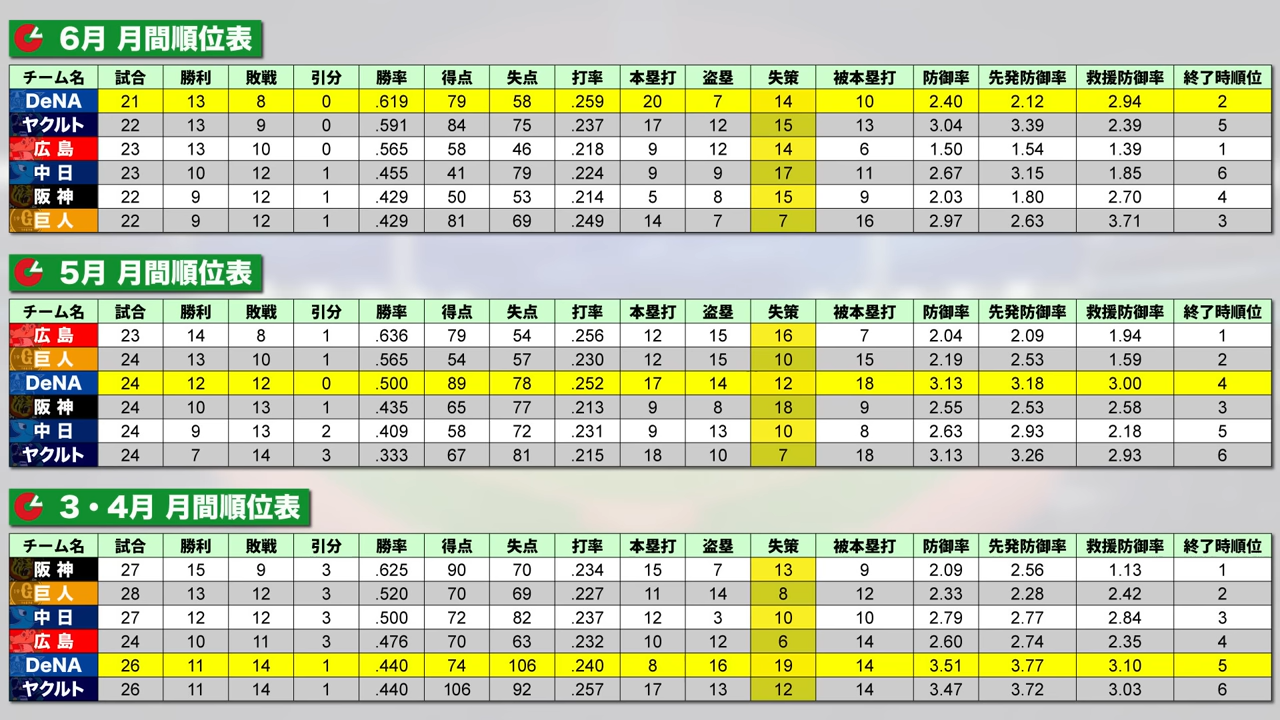 6月 月間順位表
チーム名 試合 勝利 敗戦 引分 勝率 得点 失点 打率 本塁打 盗塁 失策 被本塁打 防御率 先発防御率 救援防御率 終了時順位
DeNA 21 13 8 0 .619 79 58 .259 20 7 14 10 2.40 2.12 2.94 2
ヤクルト 22 13 9 0 .591 84 75 .237 17 12 15 13 3.04 3.39 2.39 5
広島 23 13 10 0 .565 58 46 .218 9 12 14 6 1.50 1.54 1.39 1
中日 23 10 12 1 .455 41 79 .224 9 9 17 11 2.67 3.15 1.85 6
阪神 22 9 12 1 .429 50 53 .214 5 8 15 9 2.03 1.80 2.70 4
巨人 22 9 12 1 .429 81 69 .249 14 7 7 16 2.97 2.63 3.71 3
5月 月間順位表
チーム名 試合 勝利 敗戦 引分 勝率 得点 失点 打率 本塁打 盗塁 失策 被本塁打 防御率 先発防御率 救援防御率 終了時順位
広島 23 14 8 1 .636 79 54 .256 12 15 16 7 2.04 2.09 1.94 1
巨人 24 13 10 1 .565 54 57 .230 12 15 10 15 2.19 2.53 1.59 2
DeNA 24 12 12 0 .500 89 78 .252 17 14 12 18 3.13 3.18 3.00 4
阪神 24 10 13 1 .435 65 77 .213 9 8 18 9 2.55 2.53 2.58 3
中日 24 9 13 2 .409 58 72 .231 9 13 10 8 2.63 2.93 2.18 5
ヤクルト 24 7 14 3 .333 67 81 .215 18 10 7 18 3.13 3.26 2.93 6
3・4月 月間順位表
チーム名 試合 勝利 敗戦 引分 勝率 得点 失点 打率 本塁打 盗塁 失策 被本塁打 防御率 先発防御率 救援防御率 終了時順位
阪神 27 15 9 3 .625 90 70 .234 15 7 13 9 2.09 2.56 1.13 1
巨人 28 13 12 3 .520 70 69 .227 11 14 8 12 2.33 2.28 2.42 2
中日 27 12 12 3 .500 72 82 .237 12 3 10 10 2.79 2.77 2.84 3
広島 24 10 11 3 .476 70 63 .232 10 12 6 14 2.60 2.74 2.35 4
DeNA 26 11 14 1 .440 74 106 .240 8 16 19 14 3.51 3.77 3.10 5
ヤクルト 26 11 14 1 .440 106 92 .257 17 13 12 14 3.47 3.72 3.03 6